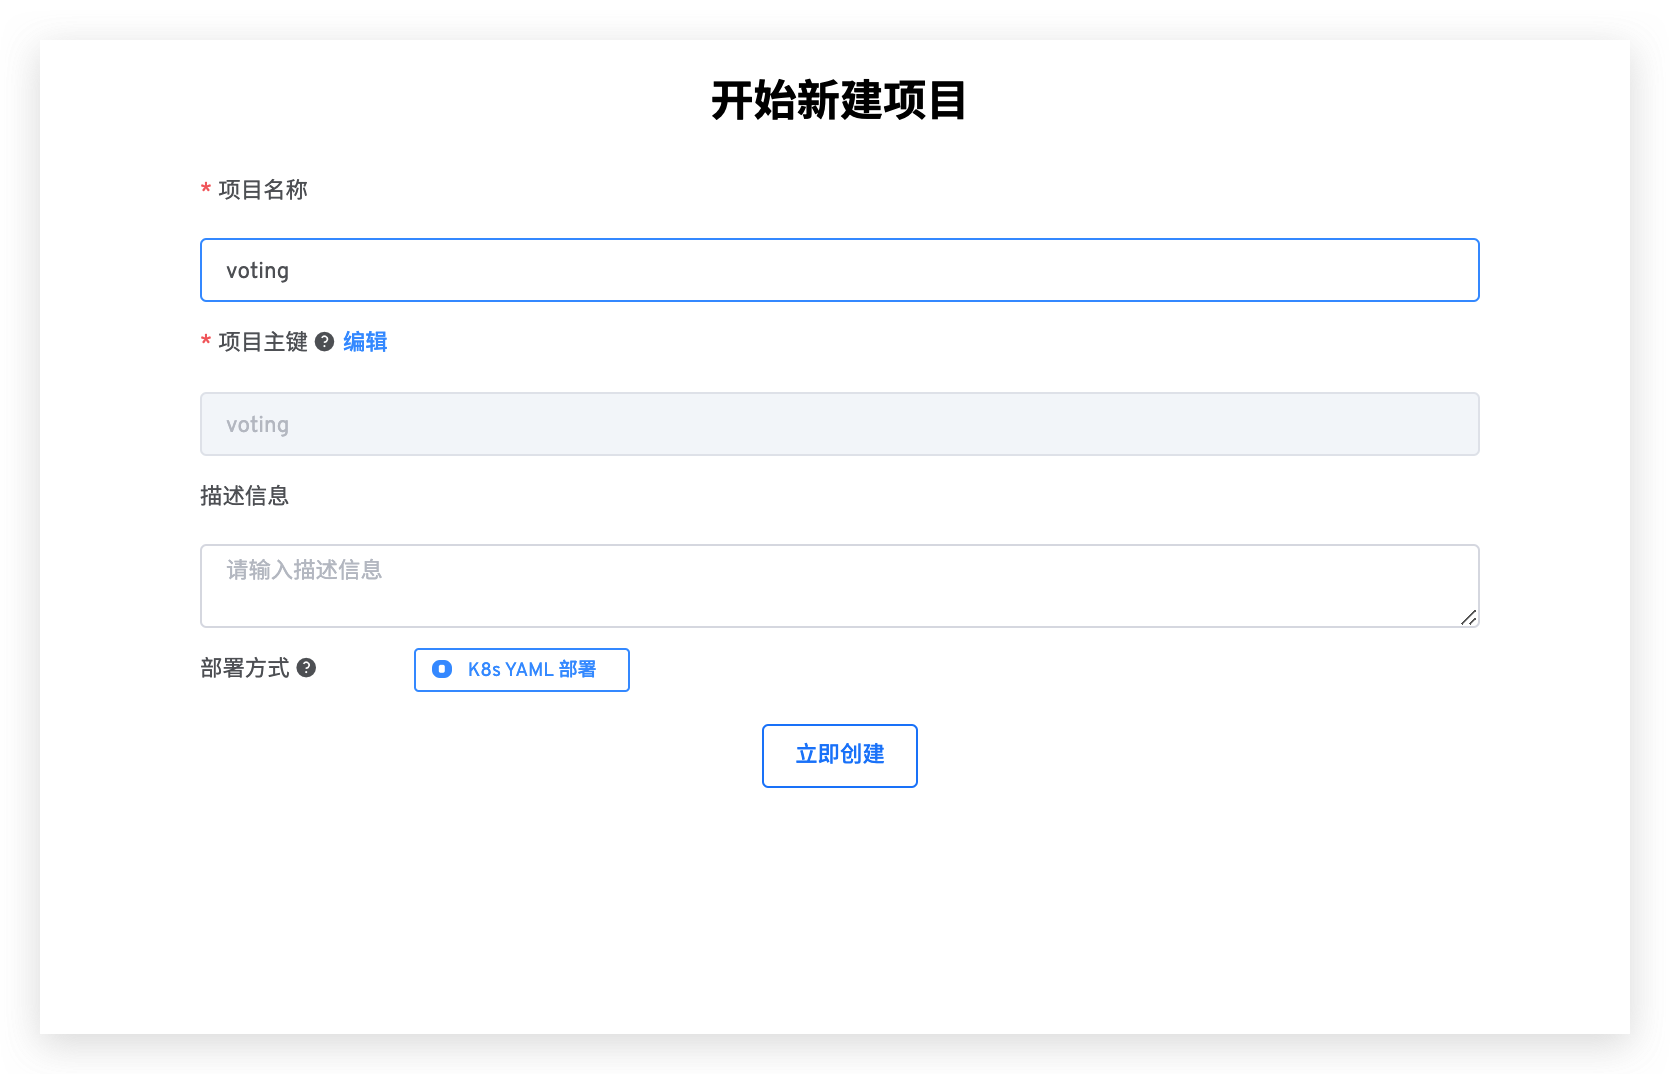 开始新建项目
* 项目名称
voting
* 项目主键 ? 编辑
voting
描述信息
请输入描述信息
部署方式 ? K8s YAML 部署
立即创建